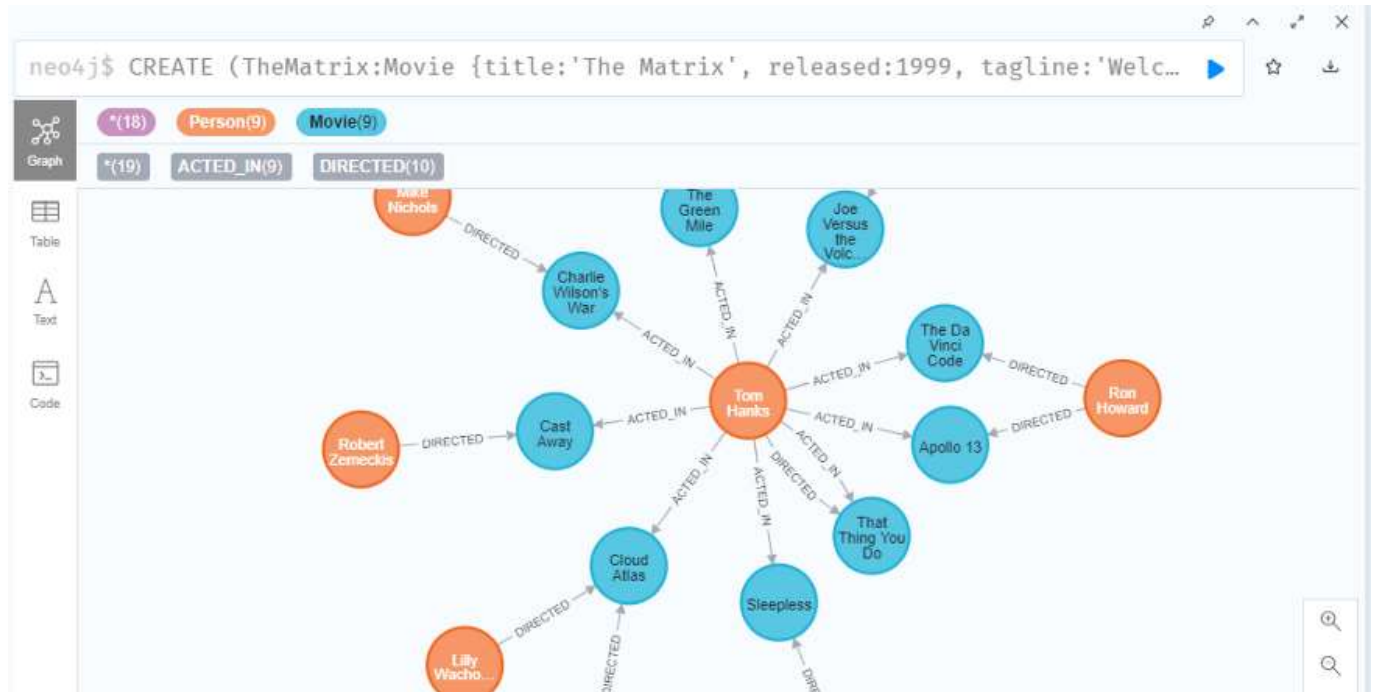 neo4j$ CREATE (TheMatrix:Movie {title:'The Matrix', released:1999, tagline:'Welc...
*(18) Person(9) Movie(9)
Graph
*(19) ACTED_IN(9) DIRECTED(10)
Table
Text
Code
Mike
Nichols
DIRECTED
Charlie
Wilson's
War
ACTED_IN
The
Green
Mile
ACTED_IN
Joe
Versus
the
Volc...
ACTED_IN
The Da
Vinci
Code
ACTED_IN
DIRECTED
Ron
Howard
Tom
Hanks
ACTED_IN
DIRECTED
Apollo 13
Robert
Zemeckis
DIRECTED
Cast
Away
ACTED_IN
ACTED_IN
DIRECTED
That
Thing You
Do
ACTED_IN
Cloud
Atlas
ACTED_IN
Sleepless
DIRECTED
Lilly
Wacho...
DIRECTED